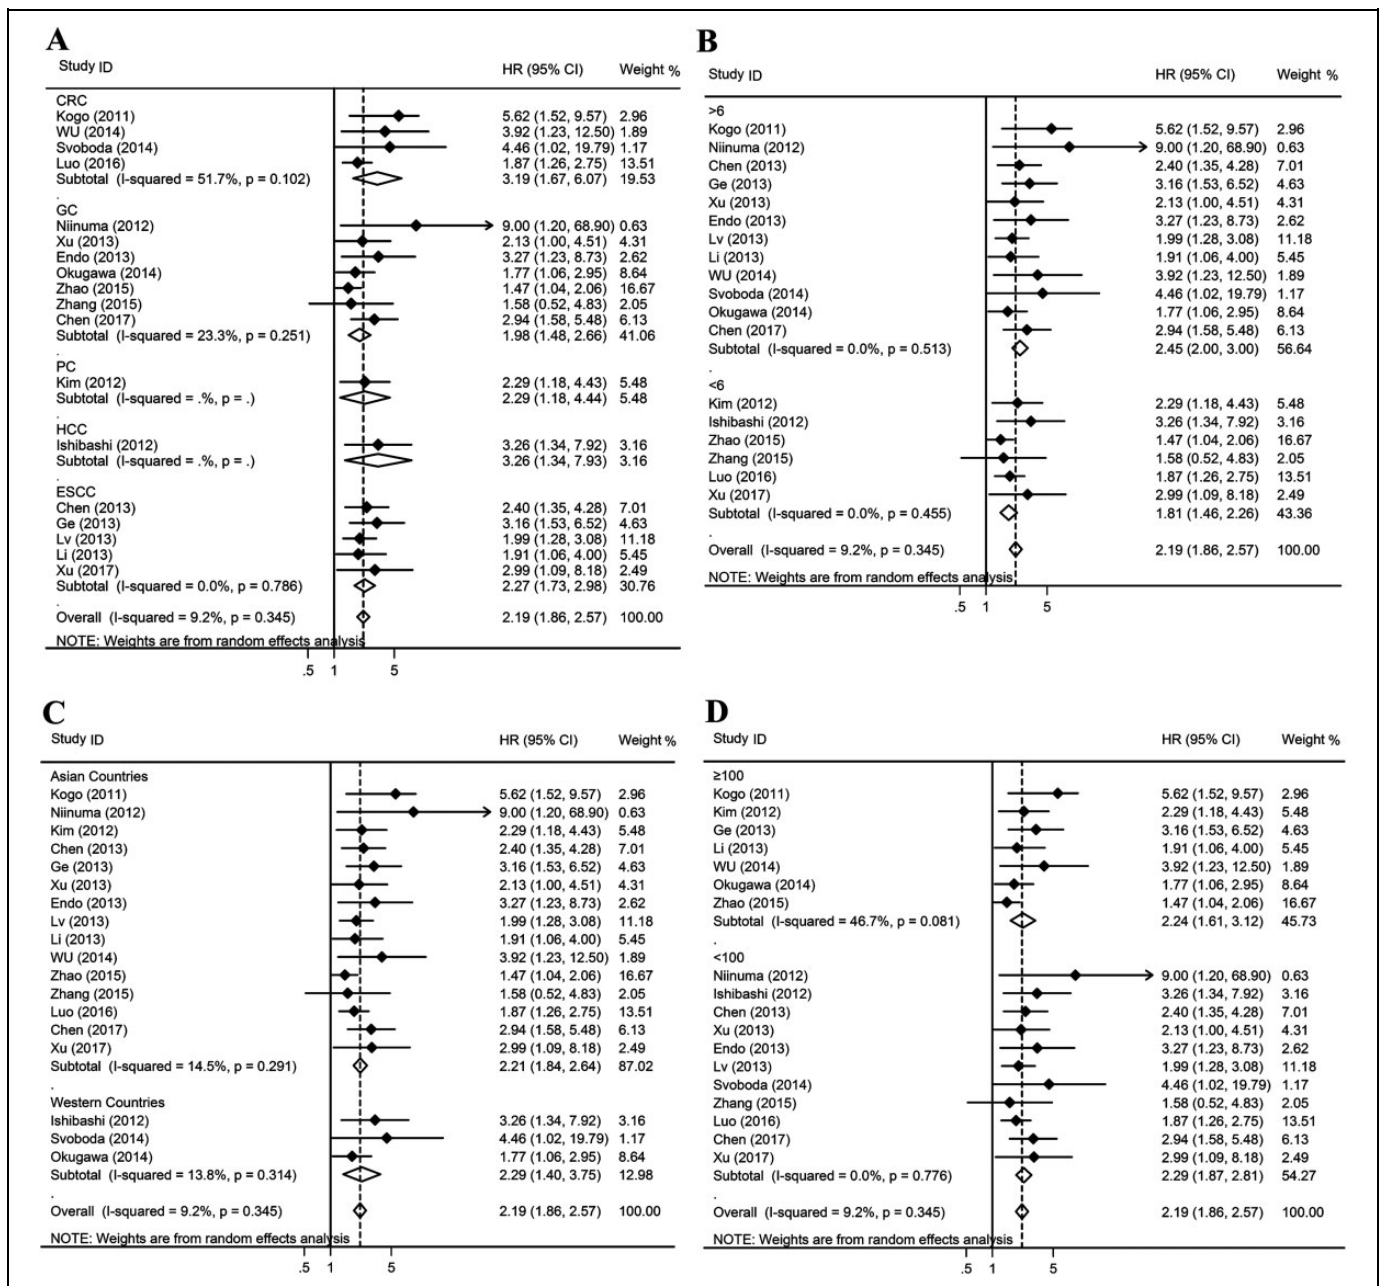 A
Study ID HR (95% CI) Weight %
CRC
Kogo (2011) 5.62 (1.52, 9.57) 2.96
WU (2014) 3.92 (1.23, 12.50) 1.89
Svoboda (2014) 4.46 (1.02, 19.79) 1.17
Luo (2016) 1.87 (1.26, 2.75) 13.51
Subtotal (I-squared = 51.7%, p = 0.102) 3.19 (1.67, 6.07) 19.53
.
GC
Niinuma (2012) 9.00 (1.20, 68.90) 0.63
Xu (2013) 2.13 (1.00, 4.51) 4.31
Endo (2013) 3.27 (1.23, 8.73) 2.62
Okugawa (2014) 1.77 (1.06, 2.95) 8.64
Zhao (2015) 1.47 (1.04, 2.06) 16.67
Zhang (2015) 1.58 (0.52, 4.83) 2.05
Chen (2017) 2.94 (1.58, 5.48) 6.13
Subtotal (I-squared = 23.3%, p = 0.251) 1.98 (1.48, 2.66) 41.06
.
PC
Kim (2012) 2.29 (1.18, 4.43) 5.48
Subtotal (I-squared = .%, p = .) 2.29 (1.18, 4.44) 5.48
.
HCC
Ishibashi (2012) 3.26 (1.34, 7.92) 3.16
Subtotal (I-squared = .%, p = .) 3.26 (1.34, 7.93) 3.16
.
ESCC
Chen (2013) 2.40 (1.35, 4.28) 7.01
Ge (2013) 3.16 (1.53, 6.52) 4.63
Lv (2013) 1.99 (1.28, 3.08) 11.18
Li (2013) 1.91 (1.06, 4.00) 5.45
Xu (2017) 2.99 (1.09, 8.18) 2.49
Subtotal (I-squared = 0.0%, p = 0.786) 2.27 (1.73, 2.98) 30.76
.
Overall (I-squared = 9.2%, p = 0.345) 2.19 (1.86, 2.57) 100.00
NOTE: Weights are from random effects analysis
.5 1 5
B
Study ID HR (95% CI) Weight %
>6
Kogo (2011) 5.62 (1.52, 9.57) 2.96
Niinuma (2012) 9.00 (1.20, 68.90) 0.63
Chen (2013) 2.40 (1.35, 4.28) 7.01
Ge (2013) 3.16 (1.53, 6.52) 4.63
Xu (2013) 2.13 (1.00, 4.51) 4.31
Endo (2013) 3.27 (1.23, 8.73) 2.62
Lv (2013) 1.99 (1.28, 3.08) 11.18
Li (2013) 1.91 (1.06, 4.00) 5.45
WU (2014) 3.92 (1.23, 12.50) 1.89
Svoboda (2014) 4.46 (1.02, 19.79) 1.17
Okugawa (2014) 1.77 (1.06, 2.95) 8.64
Chen (2017) 2.94 (1.58, 5.48) 6.13
Subtotal (I-squared = 0.0%, p = 0.513) 2.45 (2.00, 3.00) 56.64
.
<6
Kim (2012) 2.29 (1.18, 4.43) 5.48
Ishibashi (2012) 3.26 (1.34, 7.92) 3.16
Zhao (2015) 1.47 (1.04, 2.06) 16.67
Zhang (2015) 1.58 (0.52, 4.83) 2.05
Luo (2016) 1.87 (1.26, 2.75) 13.51
Xu (2017) 2.99 (1.09, 8.18) 2.49
Subtotal (I-squared = 0.0%, p = 0.455) 1.81 (1.46, 2.26) 43.36
.
Overall (I-squared = 9.2%, p = 0.345) 2.19 (1.86, 2.57) 100.00
NOTE: Weights are from random effects analysis
.5 1 5
C
Study ID HR (95% CI) Weight %
Asian Countries
Kogo (2011) 5.62 (1.52, 9.57) 2.96
Niinuma (2012) 9.00 (1.20, 68.90) 0.63
Kim (2012) 2.29 (1.18, 4.43) 5.48
Chen (2013) 2.40 (1.35, 4.28) 7.01
Ge (2013) 3.16 (1.53, 6.52) 4.63
Xu (2013) 2.13 (1.00, 4.51) 4.31
Endo (2013) 3.27 (1.23, 8.73) 2.62
Lv (2013) 1.99 (1.28, 3.08) 11.18
Li (2013) 1.91 (1.06, 4.00) 5.45
WU (2014) 3.92 (1.23, 12.50) 1.89
Zhao (2015) 1.47 (1.04, 2.06) 16.67
Zhang (2015) 1.58 (0.52, 4.83) 2.05
Luo (2016) 1.87 (1.26, 2.75) 13.51
Chen (2017) 2.94 (1.58, 5.48) 6.13
Xu (2017) 2.99 (1.09, 8.18) 2.49
Subtotal (I-squared = 14.5%, p = 0.291) 2.21 (1.84, 2.64) 87.02
.
Western Countries
Ishibashi (2012) 3.26 (1.34, 7.92) 3.16
Svoboda (2014) 4.46 (1.02, 19.79) 1.17
Okugawa (2014) 1.77 (1.06, 2.95) 8.64
Subtotal (I-squared = 13.8%, p = 0.314) 2.29 (1.40, 3.75) 12.98
.
Overall (I-squared = 9.2%, p = 0.345) 2.19 (1.86, 2.57) 100.00
NOTE: Weights are from random effects analysis
.5 1 5
D
Study ID HR (95% CI) Weight %
≥100
Kogo (2011) 5.62 (1.52, 9.57) 2.96
Kim (2012) 2.29 (1.18, 4.43) 5.48
Ge (2013) 3.16 (1.53, 6.52) 4.63
Li (2013) 1.91 (1.06, 4.00) 5.45
WU (2014) 3.92 (1.23, 12.50) 1.89
Okugawa (2014) 1.77 (1.06, 2.95) 8.64
Zhao (2015) 1.47 (1.04, 2.06) 16.67
Subtotal (I-squared = 46.7%, p = 0.081) 2.24 (1.61, 3.12) 45.73
.
<100
Niinuma (2012) 9.00 (1.20, 68.90) 0.63
Ishibashi (2012) 3.26 (1.34, 7.92) 3.16
Chen (2013) 2.40 (1.35, 4.28) 7.01
Xu (2013) 2.13 (1.00, 4.51) 4.31
Endo (2013) 3.27 (1.23, 8.73) 2.62
Lv (2013) 1.99 (1.28, 3.08) 11.18
Svoboda (2014) 4.46 (1.02, 19.79) 1.17
Zhang (2015) 1.58 (0.52, 4.83) 2.05
Luo (2016) 1.87 (1.26, 2.75) 13.51
Chen (2017) 2.94 (1.58, 5.48) 6.13
Xu (2017) 2.99 (1.09, 8.18) 2.49
Subtotal (I-squared = 0.0%, p = 0.776) 2.29 (1.87, 2.81) 54.27
.
Overall (I-squared = 9.2%, p = 0.345) 2.19 (1.86, 2.57) 100.00
NOTE: Weights are from random effects analysis
.5 1 5